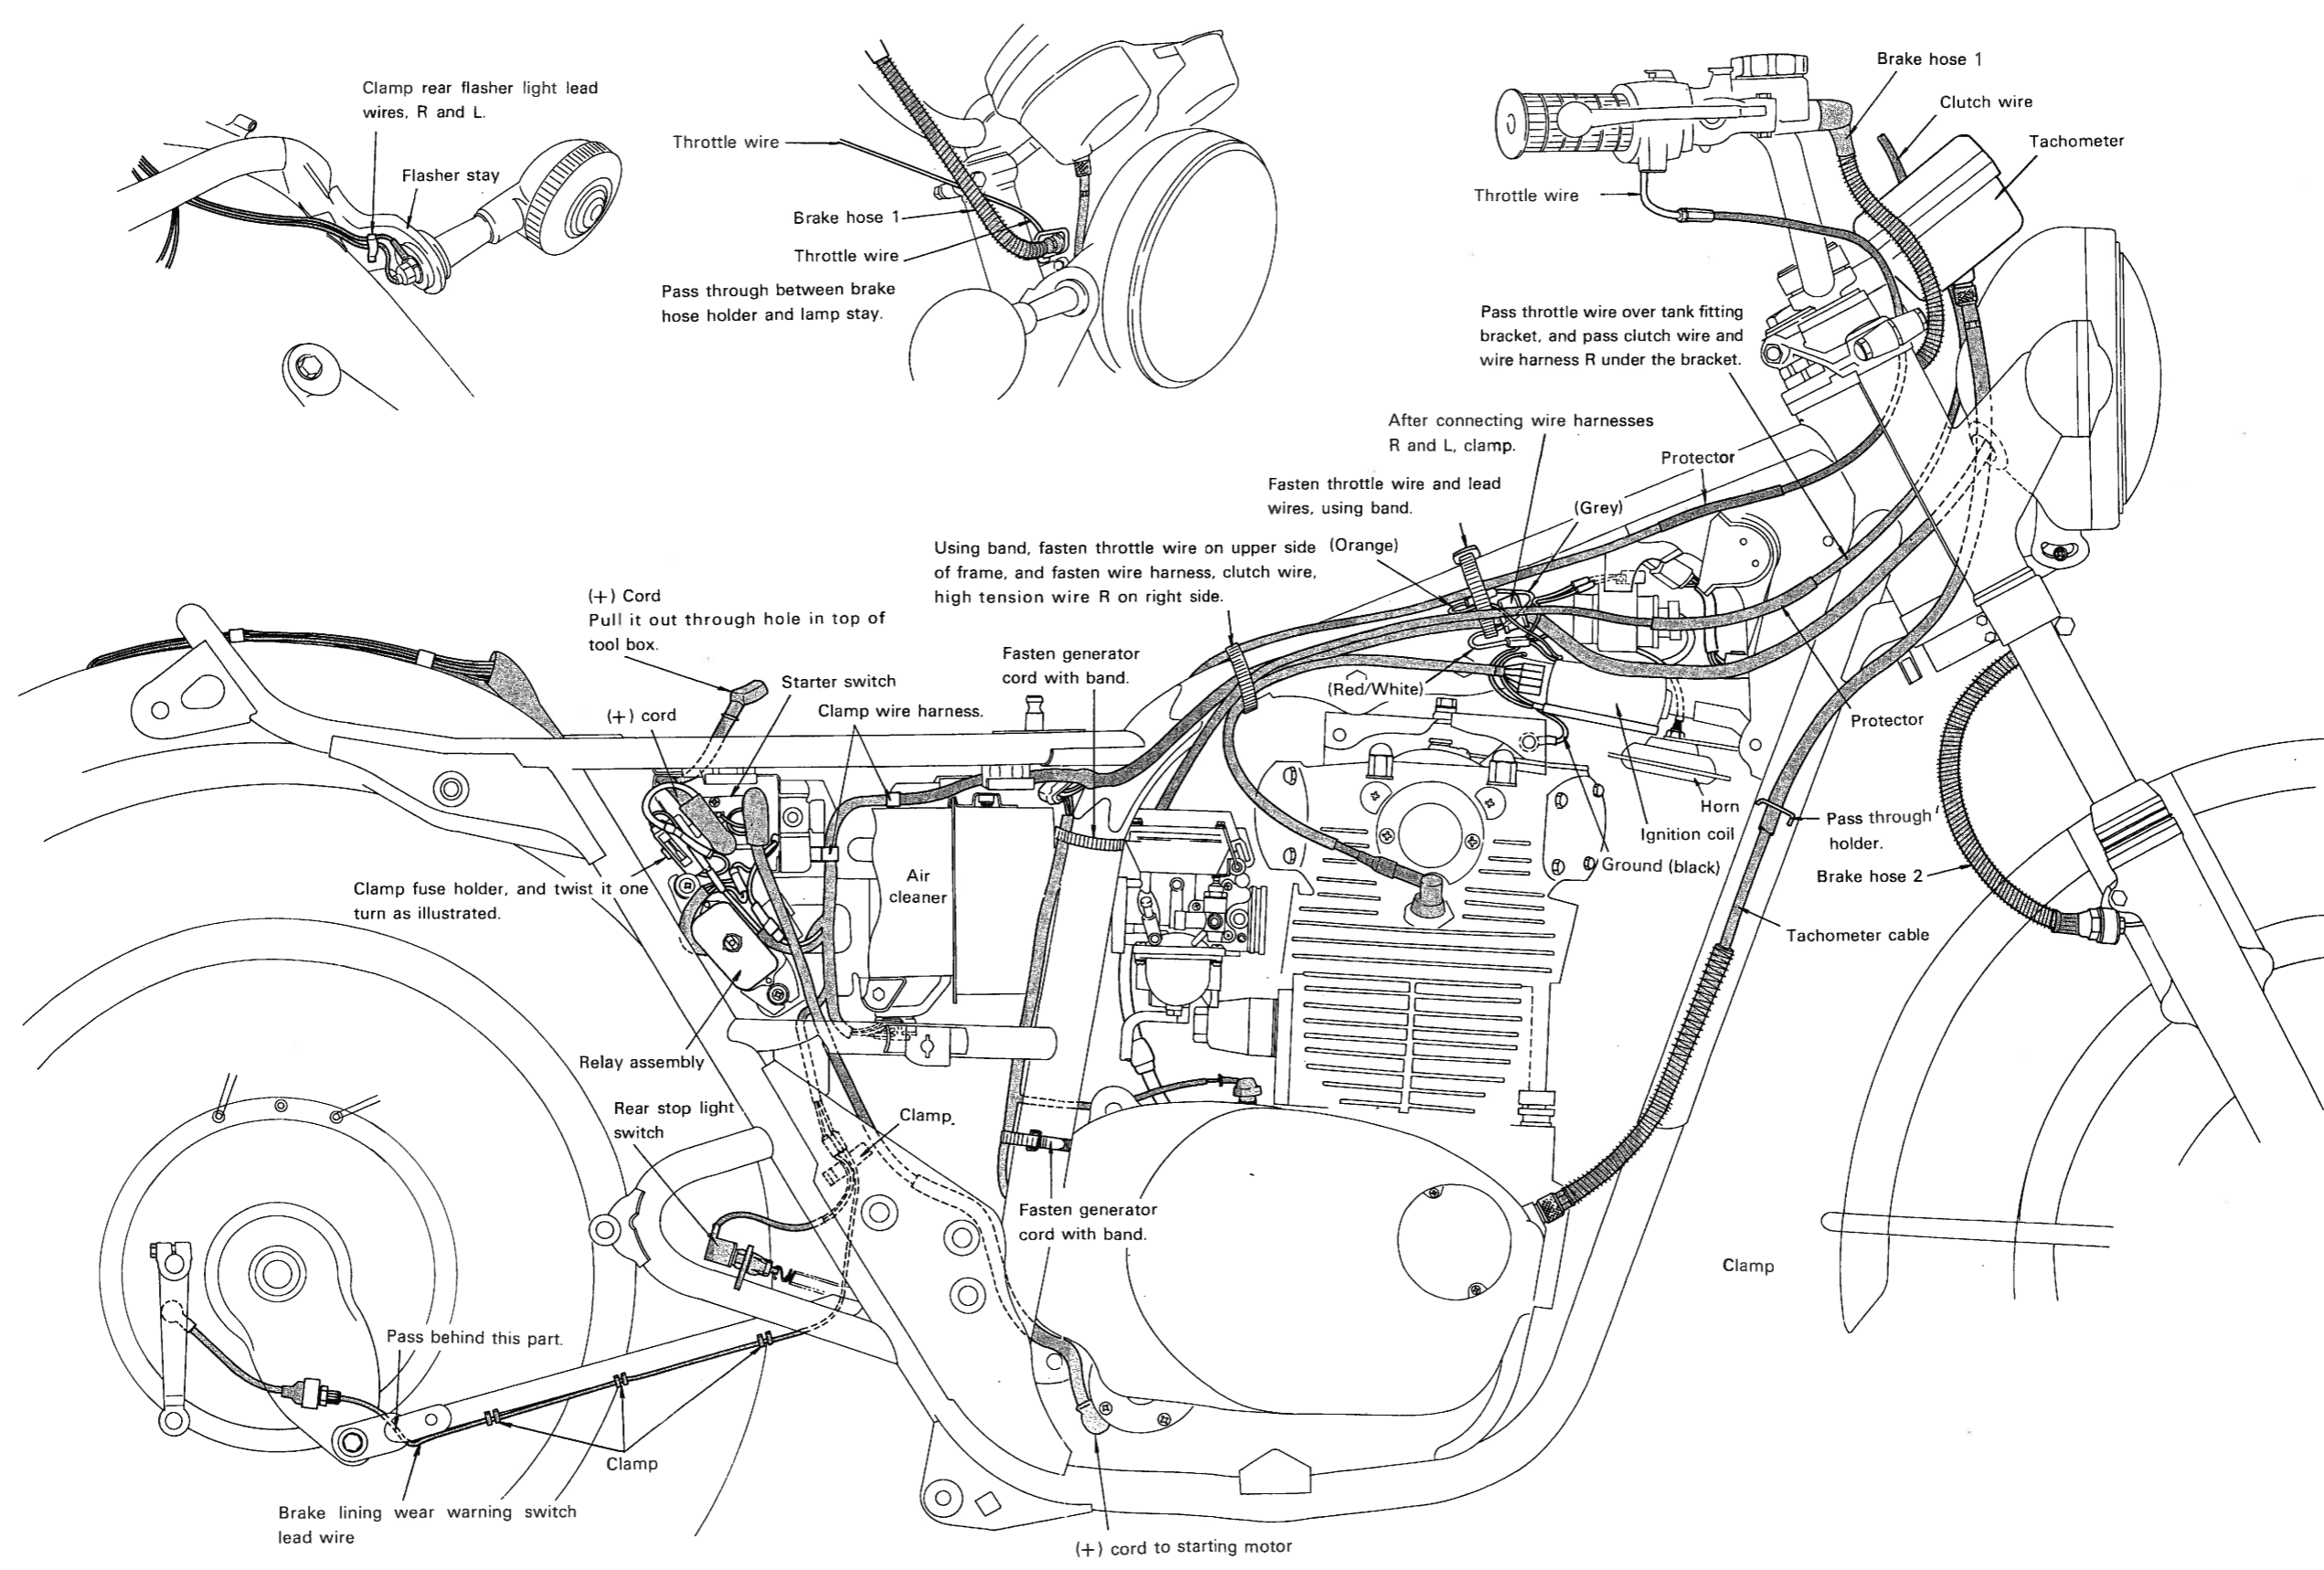 Clamp rear flasher light lead
wires, R and L.
Flasher stay
Throttle wire
Brake hose 1
Throttle wire
Pass through between brake
hose holder and lamp stay.
Brake hose 1
Clutch wire
Tachometer
Throttle wire
Pass throttle wire over tank fitting
bracket, and pass clutch wire and
wire harness R under the bracket.
After connecting wire harnesses
R and L, clamp.
Protector
Fasten throttle wire and lead
wires, using band.
(Grey)
(Orange)
Using band, fasten throttle wire on upper side
of frame, and fasten wire harness, clutch wire,
high tension wire R on right side.
(+) Cord
Pull it out through hole in top of
tool box.
Fasten generator
cord with band.
Starter switch
(+) cord
Clamp wire harness.
(Red/White)
Protector
Horn
Ignition coil
Ground (black)
Pass through
holder.
Brake hose 2
Tachometer cable
Air
cleaner
Clamp fuse holder, and twist it one
turn as illustrated.
Relay assembly
Rear stop light
switch
Clamp
Fasten generator
cord with band.
Clamp
Pass behind this part.
Clamp
Brake lining wear warning switch
lead wire
(+) cord to starting motor